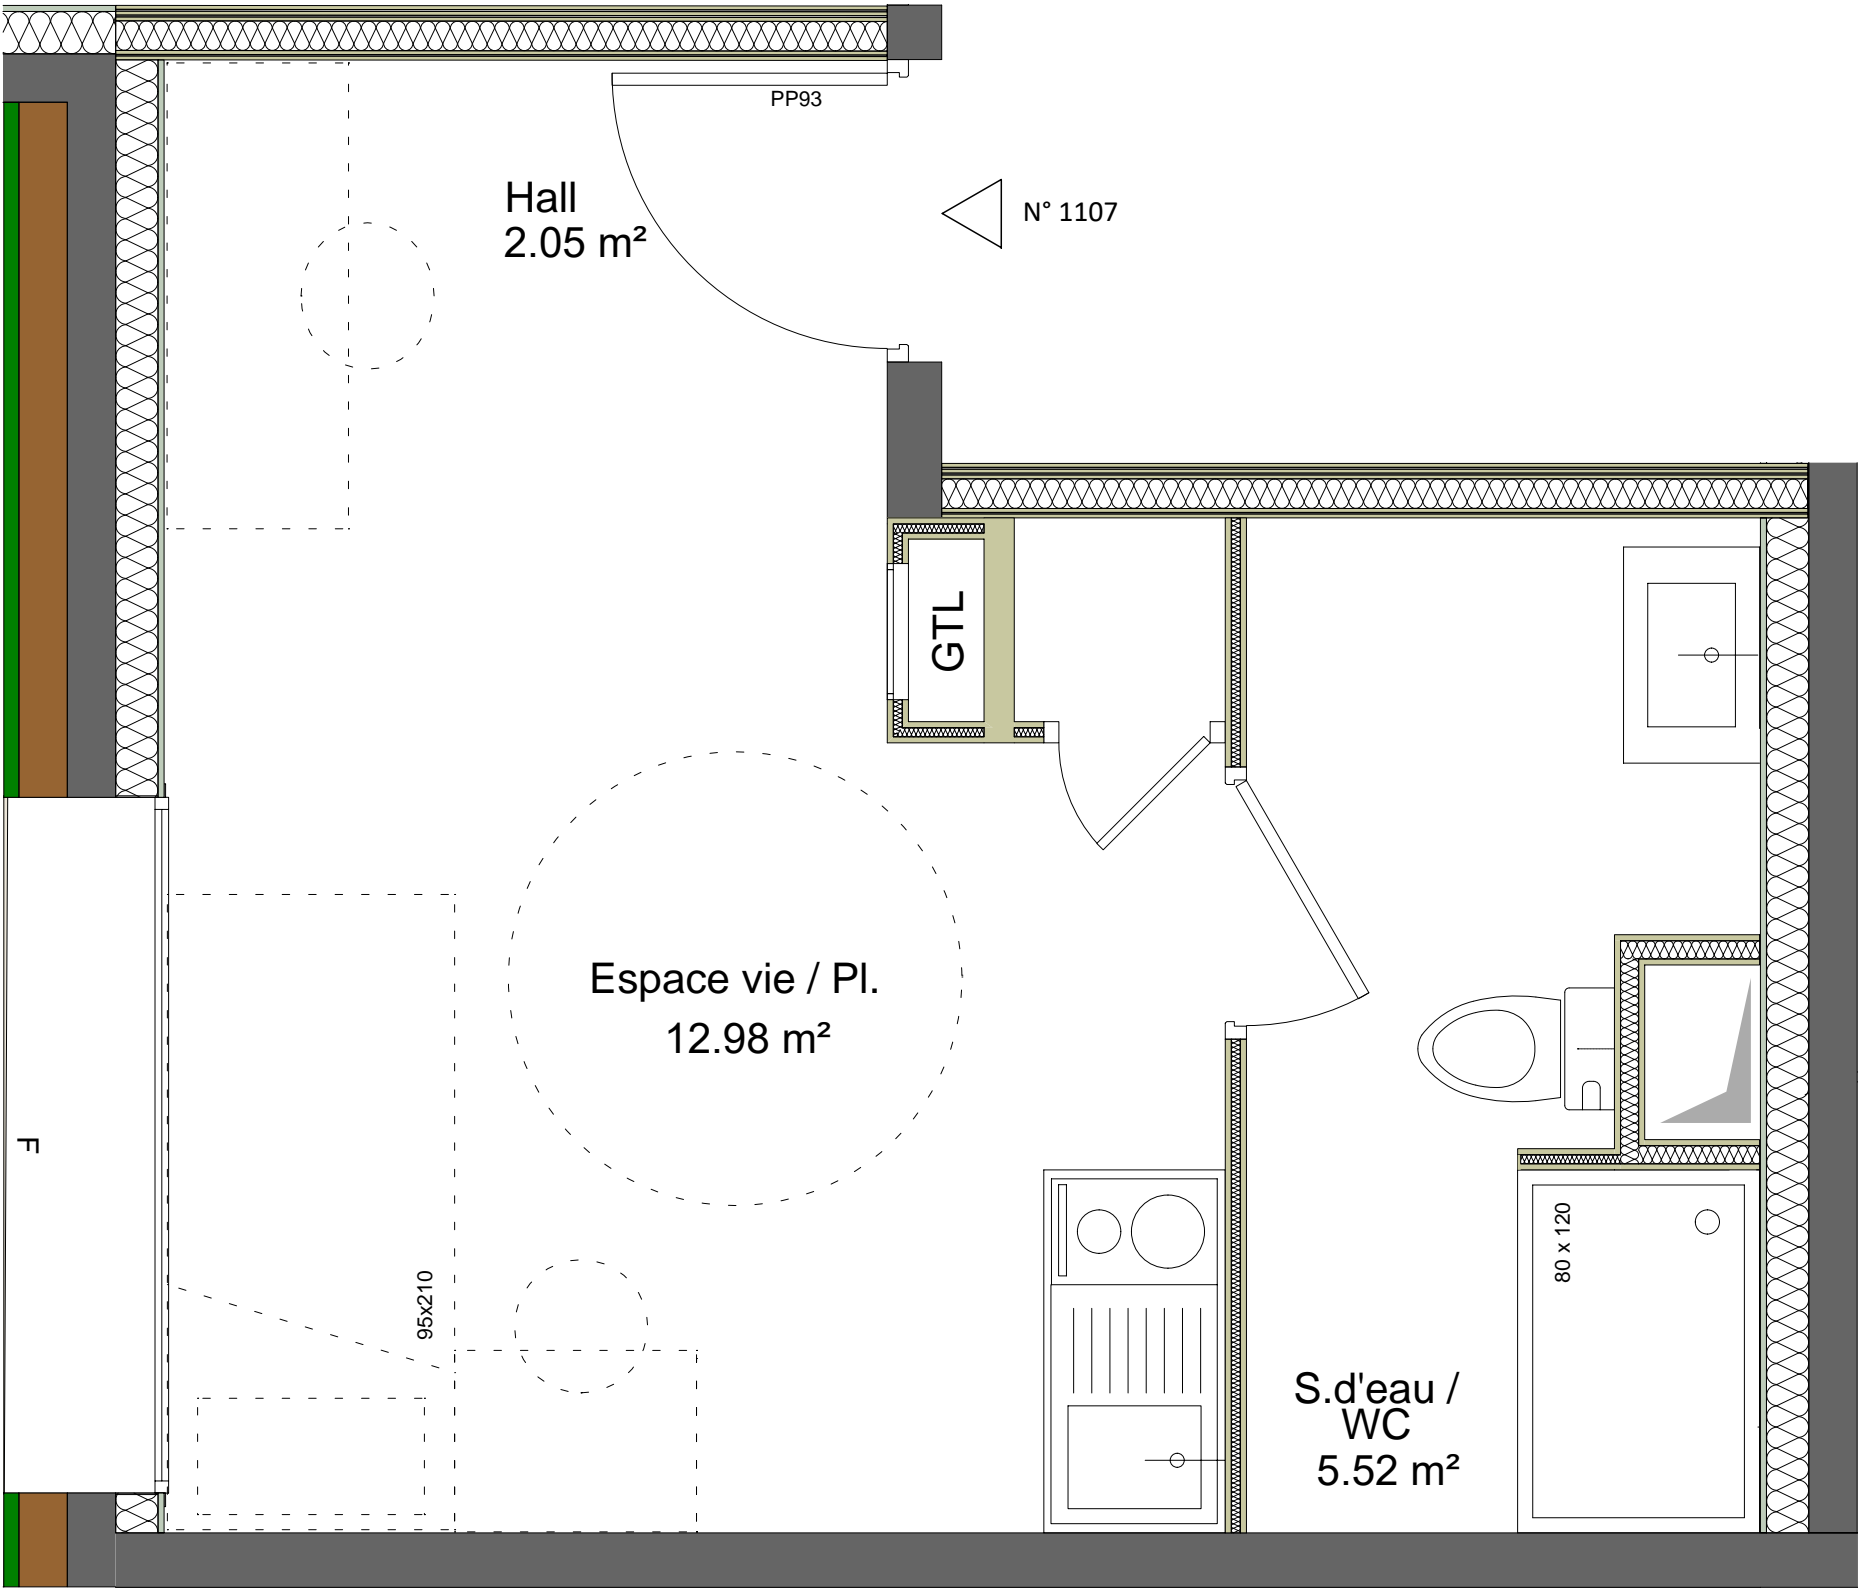 PP93
Hall
2.05 m²
N° 1107
GTL
Espace vie / Pl.
12.98 m²
F
95x210
80 x 120
S.d'eau /
WC
5.52 m²